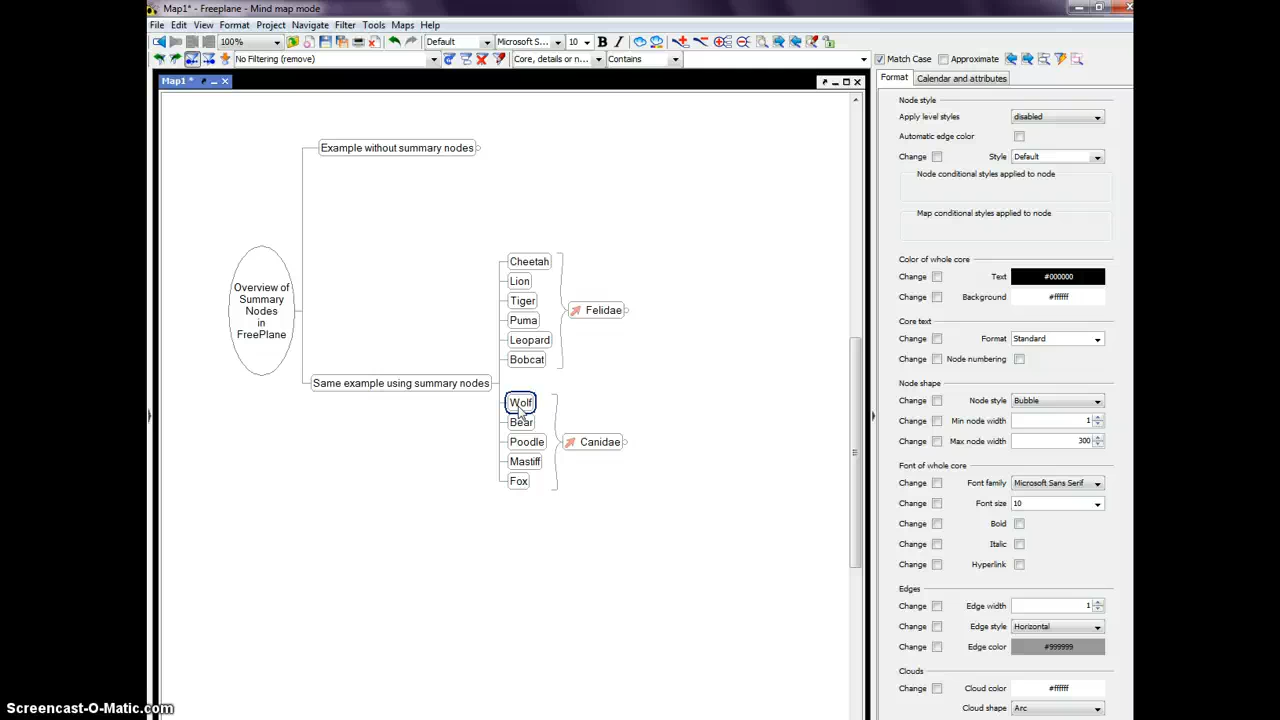 Map1* - Freeplane - Mind map mode
File Edit View Format Project Navigate Filter Tools Maps Help
100% Default Microsoft S... 10 B I
No Filtering (remove) Core, details or n... Contains Match Case Approximate
Map1 *
Format Calendar and attributes
Example without summary nodes
Overview of
Summary
Nodes
in
FreePlane
Same example using summary nodes
Cheetah
Lion
Tiger
Puma
Leopard
Bobcat
Felidae
Wolf
Bear
Poodle
Mastiff
Fox
Canidae
Node style
Apply level styles disabled
Automatic edge color
Change Style Default
Node conditional styles applied to node
Map conditional styles applied to node
Color of whole core
Change Text #000000
Change Background #ffffff
Core text
Change Format Standard
Change Node numbering
Node shape
Change Node style Bubble
Change Min node width 1
Change Max node width 300
Font of whole core
Change Font family Microsoft Sans Serif
Change Font size 10
Change Bold
Change Italic
Change Hyperlink
Edges
Change Edge width 1
Change Edge style Horizontal
Change Edge color #999999
Clouds
Change Cloud color #ffffff
Cloud shape Arc
Screencast-O-Matic.com